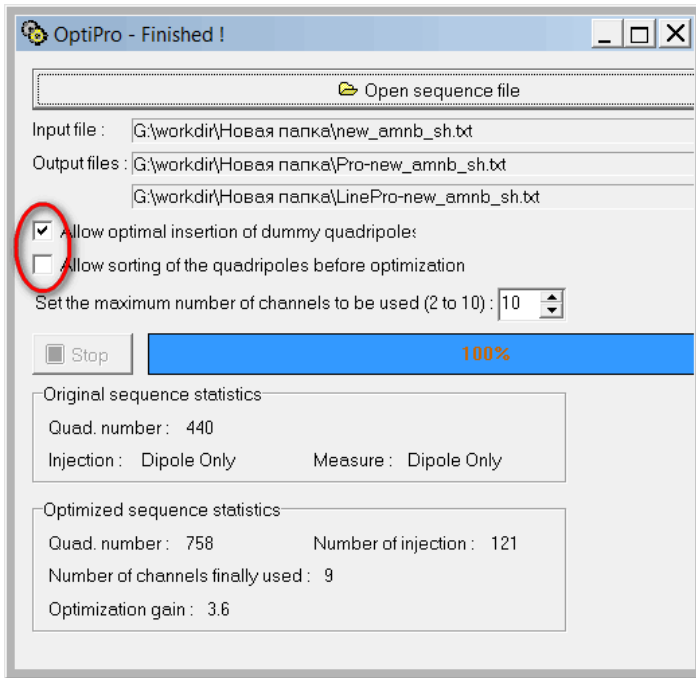 OptiPro - Finished !
Open sequence file
Input file : G:\workdir\Новая папка\new_amnb_sh.txt
Output files : G:\workdir\Новая папка\Pro-new_amnb_sh.txt
G:\workdir\Новая папка\LinePro-new_amnb_sh.txt
Allow optimal insertion of dummy quadripoles
Allow sorting of the quadripoles before optimization
Set the maximum number of channels to be used (2 to 10) : 10
Stop 100%
Original sequence statistics
Quad. number : 440
Injection : Dipole Only Measure : Dipole Only
Optimized sequence statistics
Quad. number : 758 Number of injection : 121
Number of channels finally used : 9
Optimization gain : 3.6